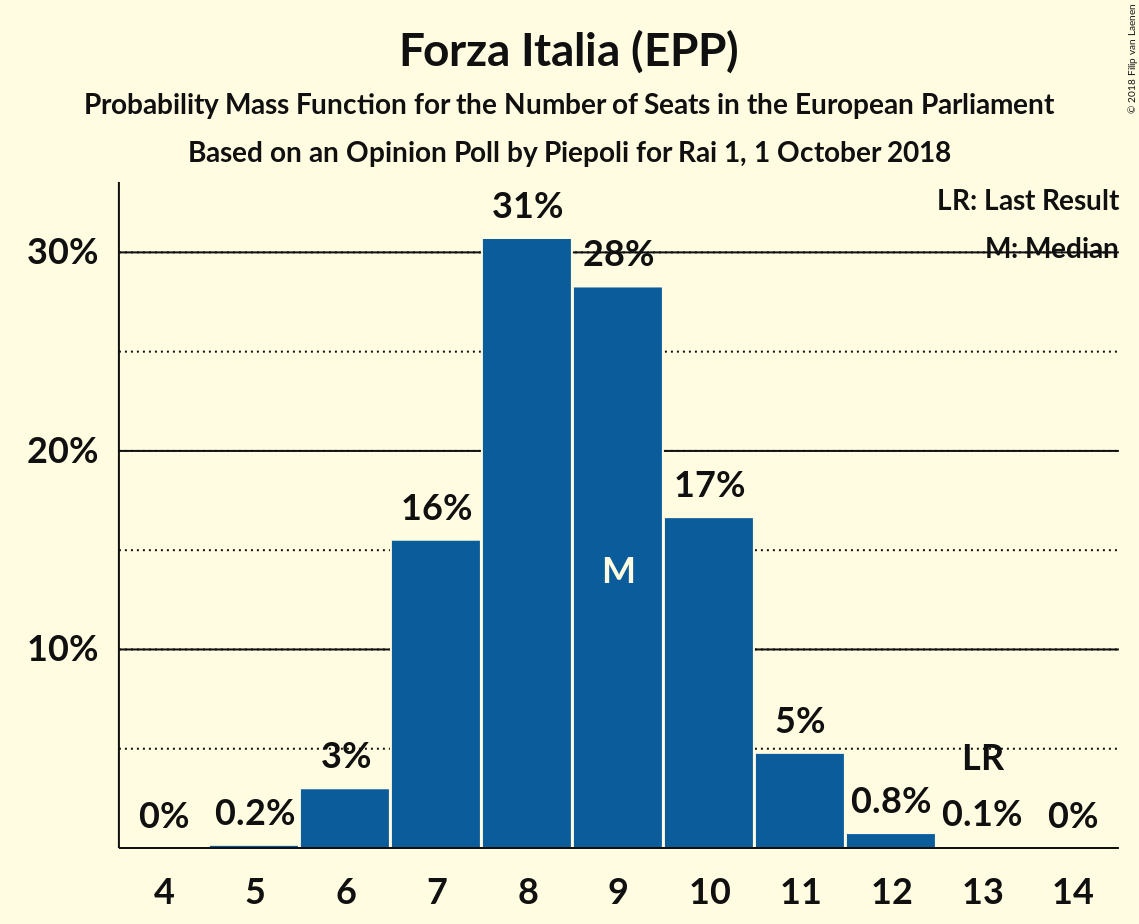 Forza Italia (EPP)
Probability Mass Function for the Number of Seats in the European Parliament
Based on an Opinion Poll by Piepoli for Rai 1, 1 October 2018
© 2018 Filip van Laenen
LR: Last Result
M: Median
30%
20%
10%
0%
0.2%
3%
16%
31%
28%
M
17%
5%
0.8%
LR
0.1%
0%
4 5 6 7 8 9 10 11 12 13 14